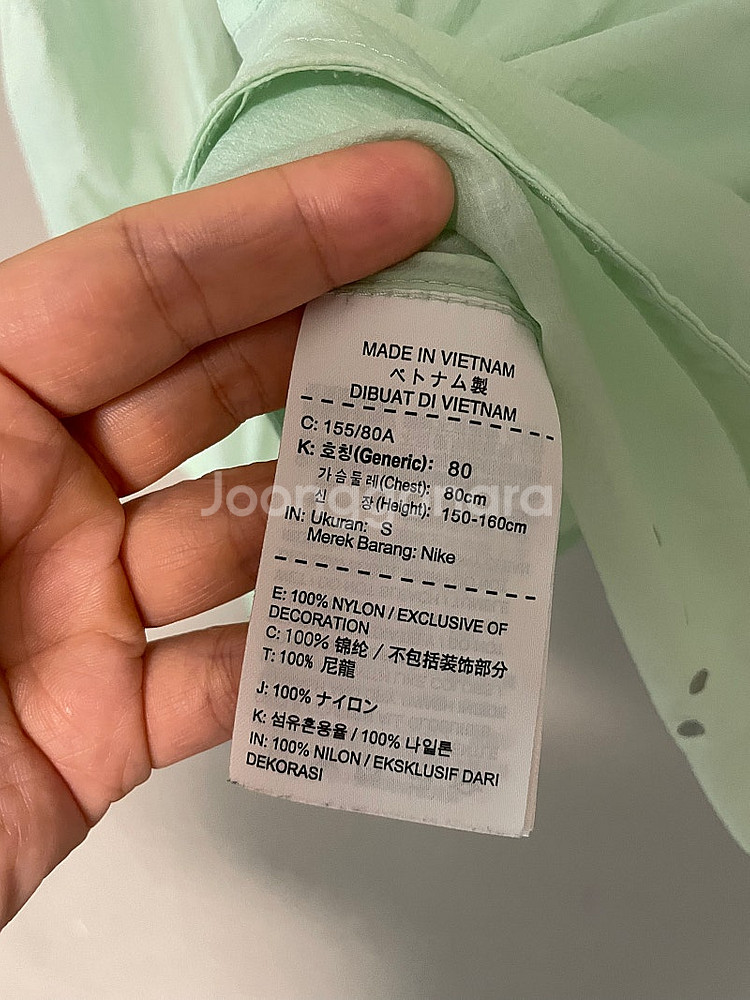 MADE IN VIETNAM
ベトナム製
DIBUAT DI VIETNAM
C: 155/80A
K: 호칭(Generic): 80
가슴둘레(Chest): 80cm
신 장(Height): 150-160cm
IN: Ukuran: S
Merek Barang: Nike
Joonggonara
E: 100% NYLON / EXCLUSIVE OF
DECORATION
C: 100% 锦纶 / 不包括装饰部分
T: 100% 尼龍
J: 100% ナイロン
K: 섬유혼용율 / 100% 나일론
IN: 100% NILON / EKSKLUSIF DARI
DEKORASI